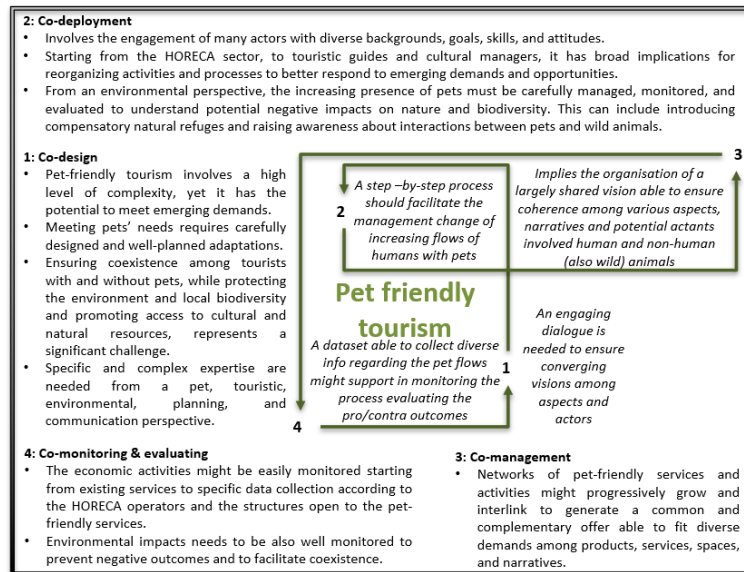 2: Co-deployment
• Involves the engagement of many actors with diverse backgrounds, goals, skills, and attitudes.
• Starting from the HORECA sector, to touristic guides and cultural managers, it has broad implications for
reorganizing activities and processes to better respond to emerging demands and opportunities.
• From an environmental perspective, the increasing presence of pets must be carefully managed, monitored, and
evaluated to understand potential negative impacts on nature and biodiversity. This can include introducing
compensatory natural refuges and raising awareness about interactions between pets and wild animals.
1: Co-design
• Pet-friendly tourism involves a high
level of complexity, yet it has the
potential to meet emerging demands.
• Meeting pets' needs requires carefully
designed and well-planned adaptations.
• Ensuring coexistence among tourists
with and without pets, while protecting
the environment and local biodiversity
and promoting access to cultural and
natural resources, represents a
significant challenge.
• Specific and complex expertise are
needed from a pet, touristic,
environmental, planning, and
communication perspective.
3
2
A step –by-step process
should facilitate the
management change of
increasing flows of
humans with pets
Implies the organisation of a
largely shared vision able to ensure
coherence among various aspects,
narratives and potential actants
involved human and non-human
(also wild) animals
Pet friendly
tourism
A dataset able to collect diverse
info regarding the pet flows
might support in monitoring the
process evaluating the
pro/contra outcomes
1
An engaging
dialogue is
needed to ensure
converging
visions among
aspects and
actors
4
4: Co-monitoring & evaluating
• The economic activities might be easily monitored starting
from existing services to specific data collection according to
the HORECA operators and the structures open to the pet-
friendly services.
• Environmental impacts needs to be also well monitored to
prevent negative outcomes and to facilitate coexistence.
3: Co-management
• Networks of pet-friendly services and
activities might progressively grow and
interlink to generate a common and
complementary offer able to fit diverse
demands among products, services, spaces,
and narratives.